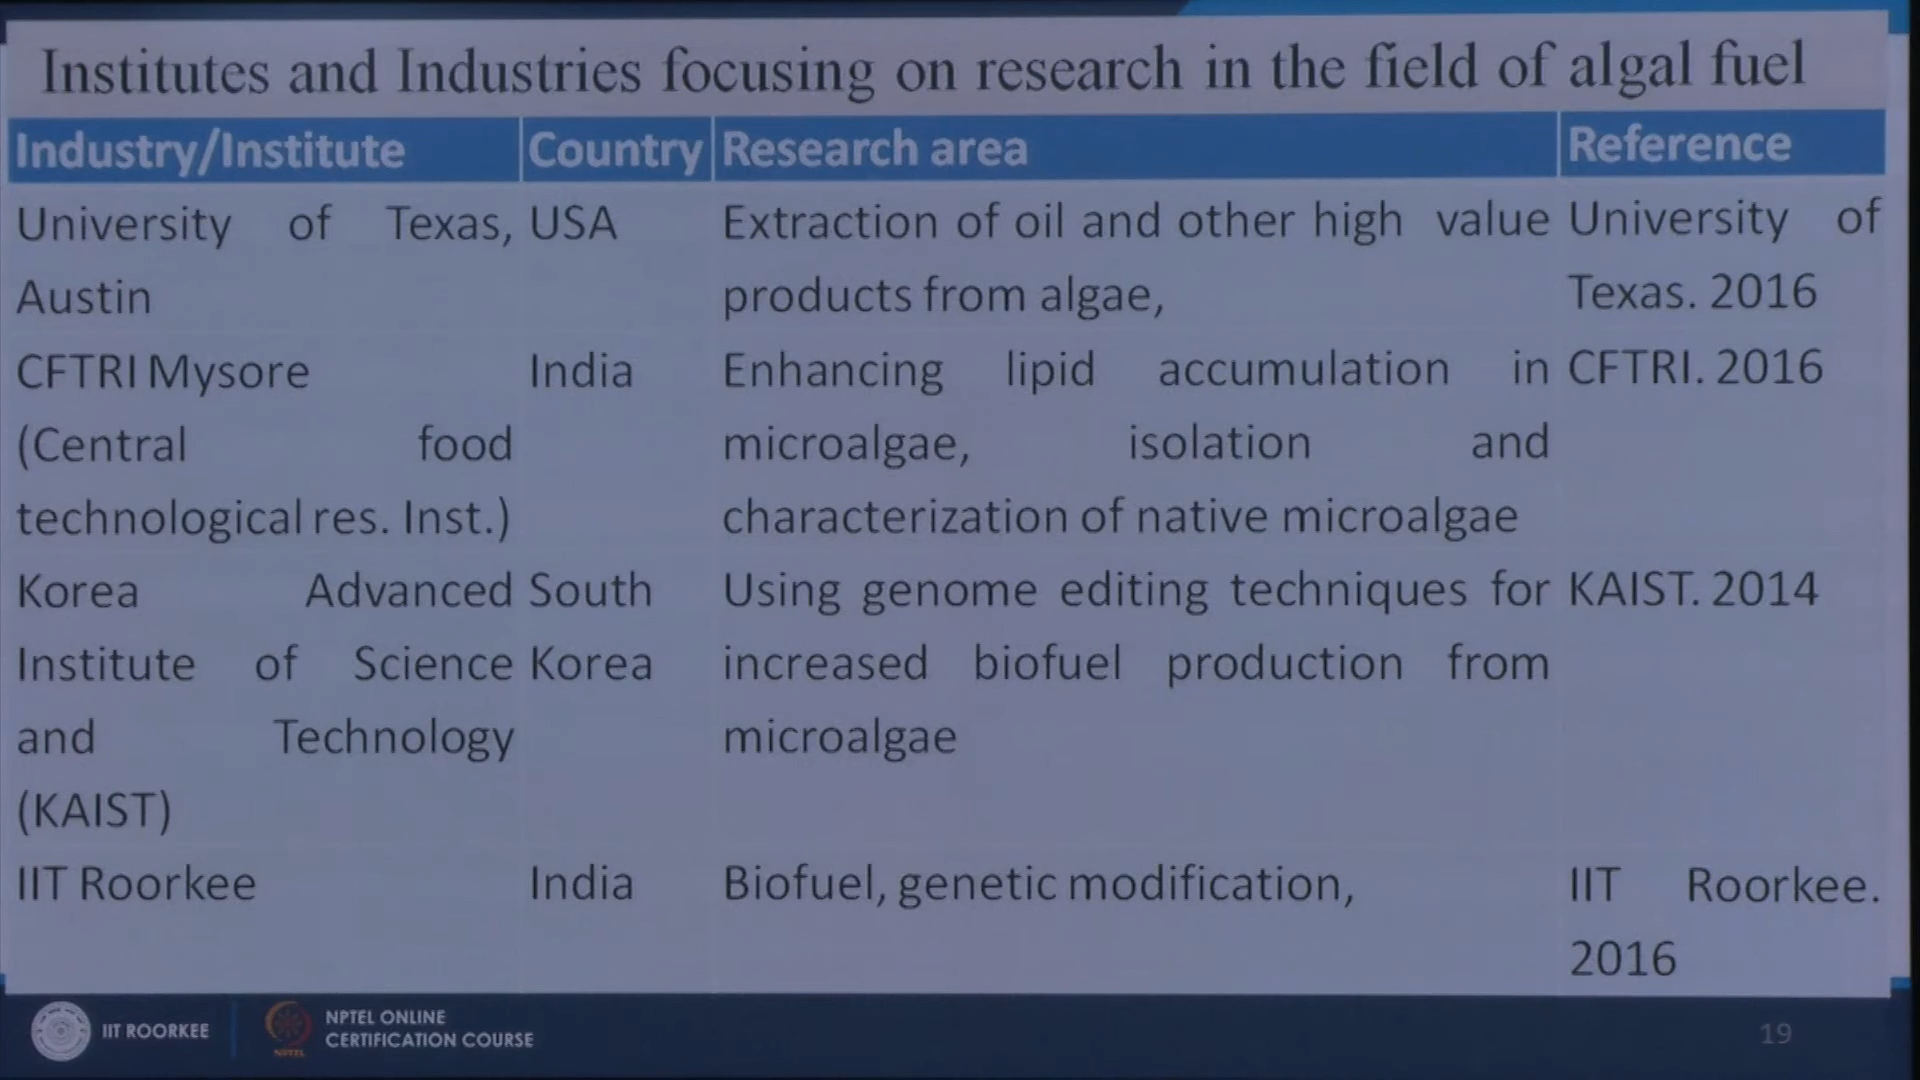 Institutes and Industries focusing on research in the field of algal fuel
Industry/Institute Country Research area Reference
University of Texas, USA Extraction of oil and other high value University of
Austin products from algae, Texas. 2016
CFTRI Mysore India Enhancing lipid accumulation in CFTRI. 2016
(Central food microalgae, isolation and
technological res. Inst.) characterization of native microalgae
Korea Advanced South Using genome editing techniques for KAIST. 2014
Institute of Science Korea increased biofuel production from
and Technology microalgae
(KAIST)
IIT Roorkee India Biofuel, genetic modification, IIT Roorkee.
2016
IIT ROORKEE
NPTEL ONLINE
CERTIFICATION COURSE
NPTEL
19